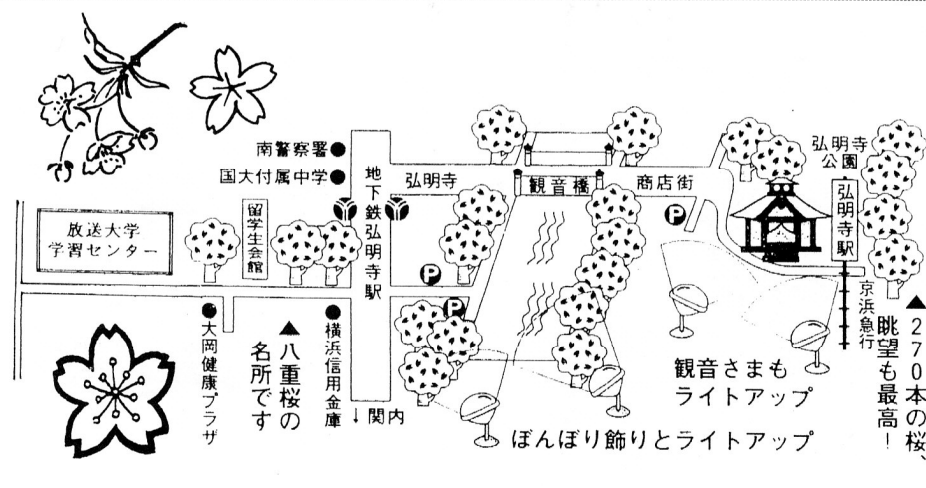 南警察署●
国大付属中学●
放送大学
学習センター
留学生会館
地下鉄弘明寺駅
弘明寺
観音橋
商店街
弘明寺
公園
弘明寺駅
京浜急行
P
P
P
●大岡健康プラザ
▲八重桜の
名所です
●横浜信用金庫
↓関内
観音さまも
ライトアップ
ぼんぼり飾りとライトアップ
▲270本の桜、
眺望も最高!